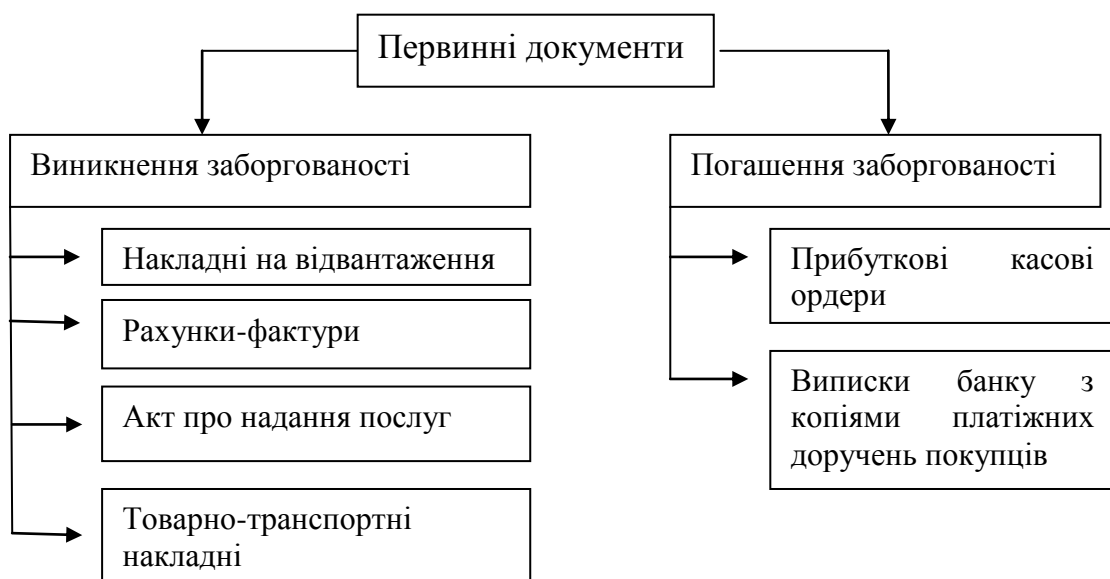 Первинні документи
Виникнення заборгованості
Накладні на відвантаження
Рахунки-фактури
Акт про надання послуг
Товарно-транспортні
накладні
Погашення заборгованості
Прибуткові касові
ордери
Виписки банку з
копіями платіжних
доручень покупців